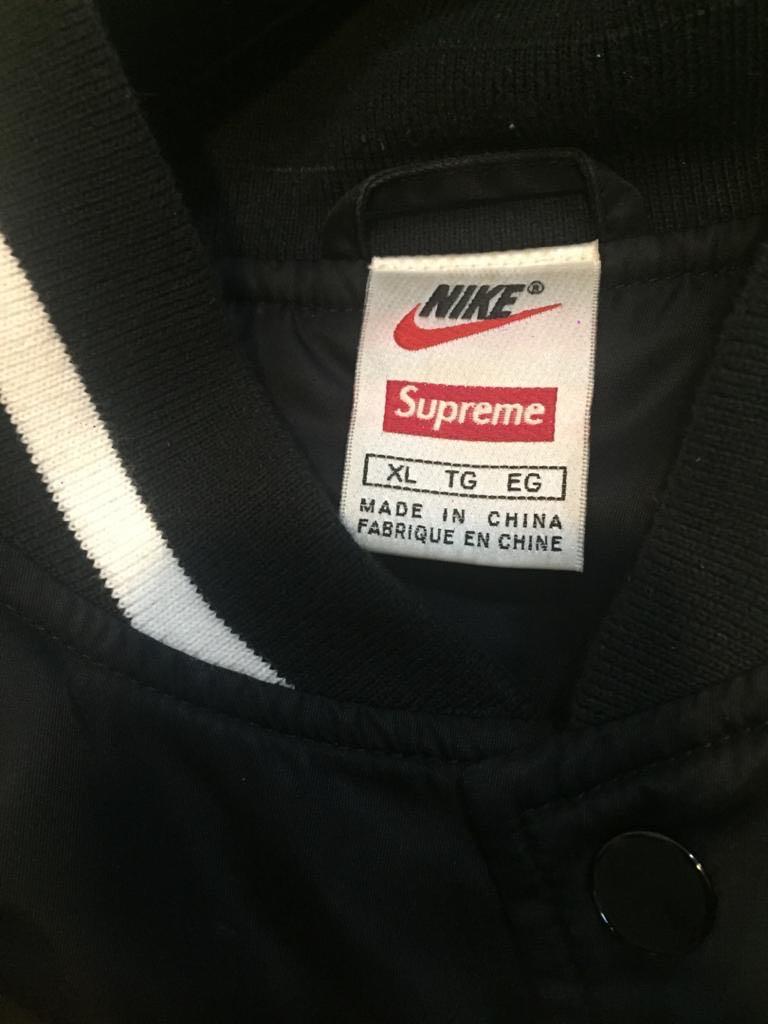 NIKE®
Supreme
XL TG EG
MADE IN CHINA
FABRIQUE EN CHINE